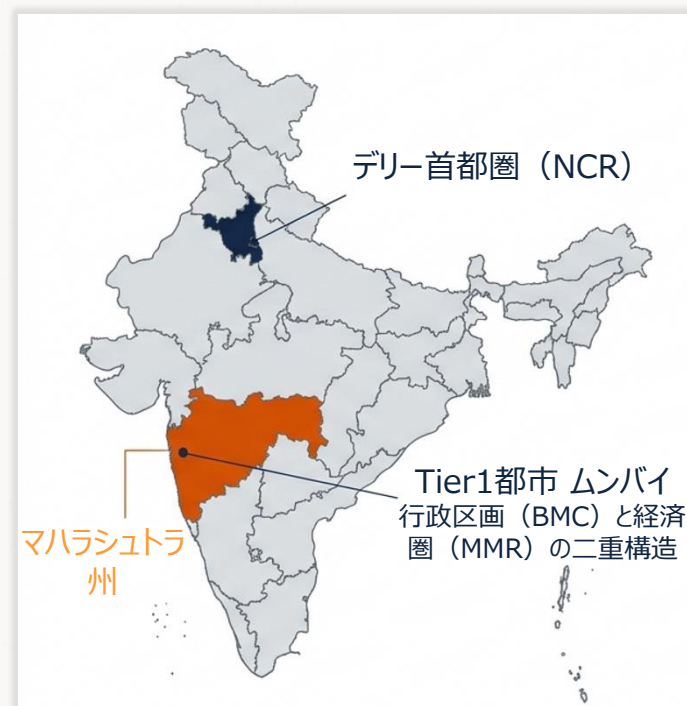 デリー首都圏（NCR）
Tier1都市 ムンバイ
行政区画（BMC）と経済
圏（MMR）の二重構造
マハラシュトラ
州